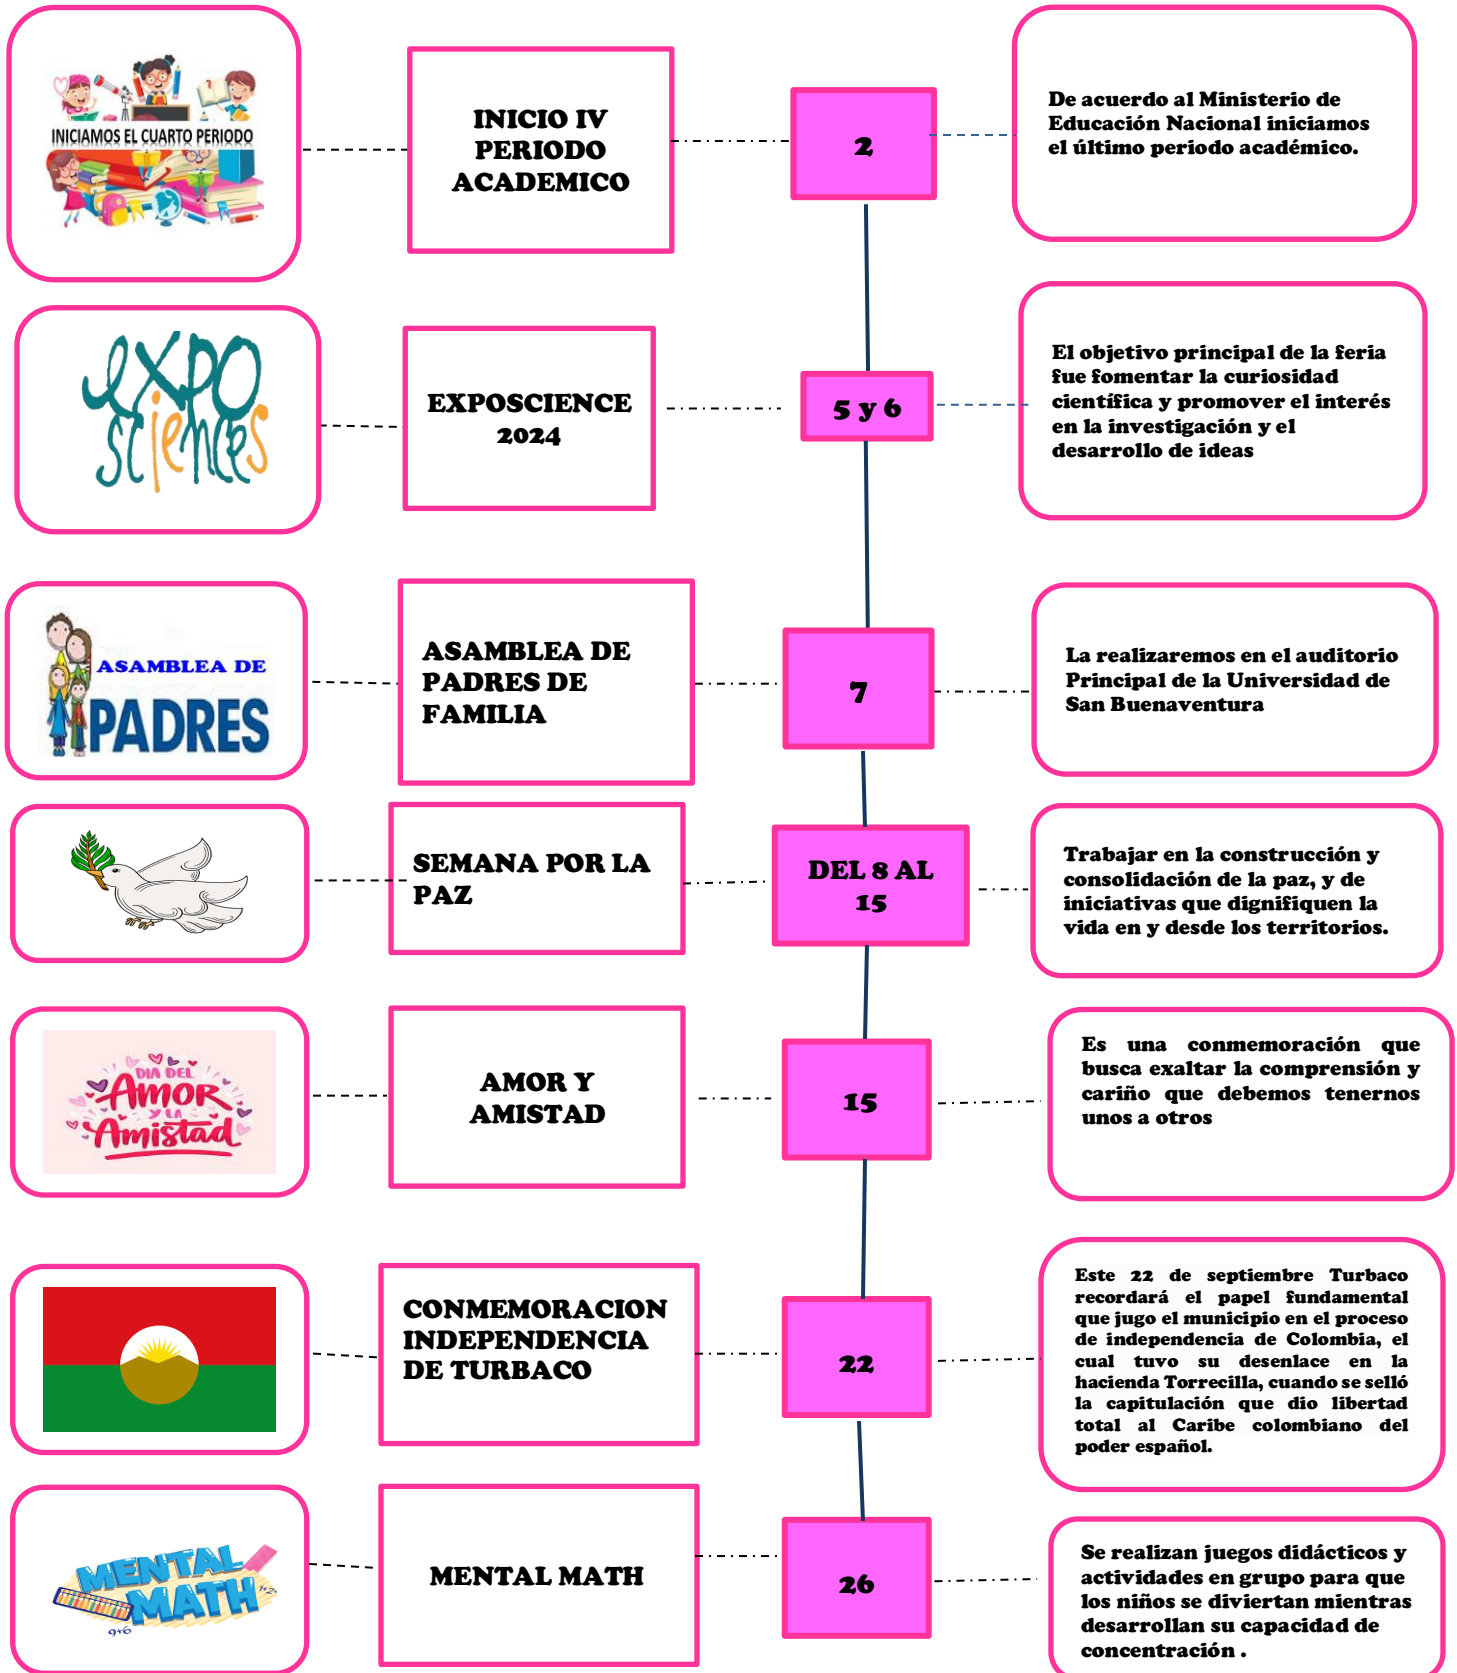 INICIAMOS EL CUARTO PERIODO
INICIO IV
PERIODO
ACADEMICO
2
De acuerdo al Ministerio de
Educación Nacional iniciamos
el último periodo académico.
expo
sciences
EXPOSCIENCE
2024
5 y 6
El objetivo principal de la feria
fue fomentar la curiosidad
científica y promover el interés
en la investigación y el
desarrollo de ideas
ASAMBLEA DE
PADRES
ASAMBLEA DE
PADRES DE
FAMILIA
7
La realizaremos en el auditorio
Principal de la Universidad de
San Buenaventura
SEMANA POR LA
PAZ
DEL 8 AL
15
Trabajar en la construcción y
consolidación de la paz, y de
iniciativas que dignifiquen la
vida en y desde los territorios.
DIA DEL
Amor
Y LA
Amistad
AMOR Y
AMISTAD
15
Es una conmemoración que
busca exaltar la comprensión y
cariño que debemos tenernos
unos a otros
CONMEMORACION
INDEPENDENCIA
DE TURBACO
22
Este 22 de septiembre Turbaco
recordará el papel fundamental
que jugo el municipio en el proceso
de independencia de Colombia, el
cual tuvo su desenlace en la
hacienda Torrecilla, cuando se selló
la capitulación que dio libertad
total al Caribe colombiano del
poder español.
MENTAL
MATH
9+6
MENTAL MATH
26
Se realizan juegos didácticos y
actividades en grupo para que
los niños se diviertan mientras
desarrollan su capacidad de
concentración .